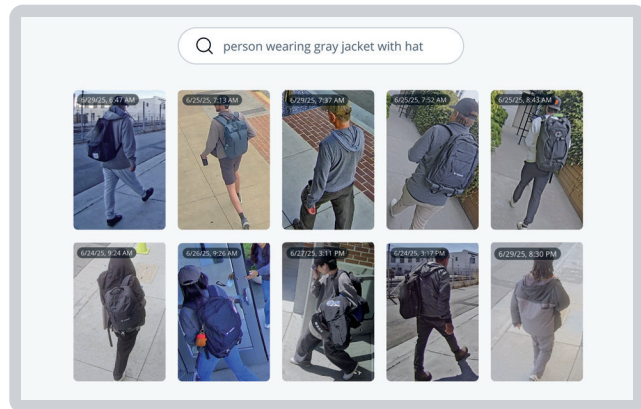 person wearing gray jacket with hat
6/29/25, 6:47 AM
6/25/25, 7:13 AM
6/29/25, 7:37 AM
6/25/25, 7:52 AM
6/25/25, 8:43 AM
6/24/25, 9:24 AM
6/26/25, 9:26 AM
6/27/25, 3:11 PM
6/24/25, 3:17 PM
6/29/25, 8:30 PM